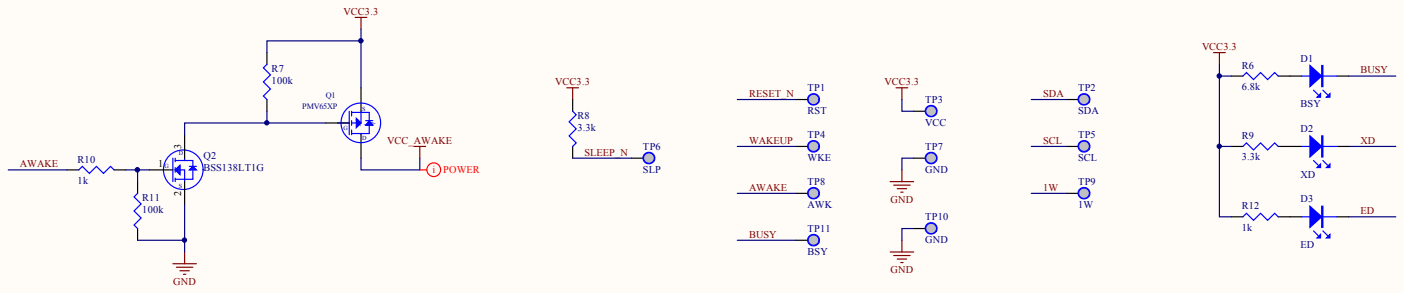 VCC3.3
R7
100k
Q1
PMV65XP
S
G
D
VCC_AWAKE
i POWER
AWAKE
R10
1k
R11
100k
1
3
2
D
G
S
Q2
BSS138LT1G
GND
VCC3.3
R8
3.3k
SLEEP_N
TP6
SLP
RESET_N
TP1
RST
WAKEUP
TP4
WKE
AWAKE
TP8
AWK
BUSY
TP11
BSY
VCC3.3
TP3
VCC
TP7
GND
GND
TP10
GND
GND
SDA
TP2
SDA
SCL
TP5
SCL
1W
TP9
1W
VCC3.3
R6
6.8k
D1
BSY
BUSY
R9
3.3k
D2
XD
XD
R12
1k
D3
ED
ED